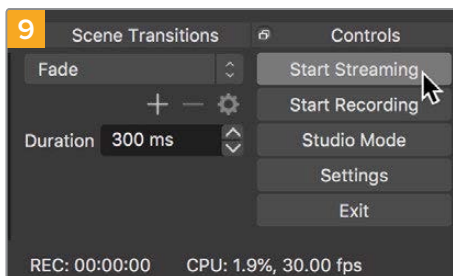 9
Scene Transitions
Controls
Fade
Start Streaming
Start Recording
Duration 300 ms
Studio Mode
Settings
Exit
REC: 00:00:00 CPU: 1.9%, 30.00 fps